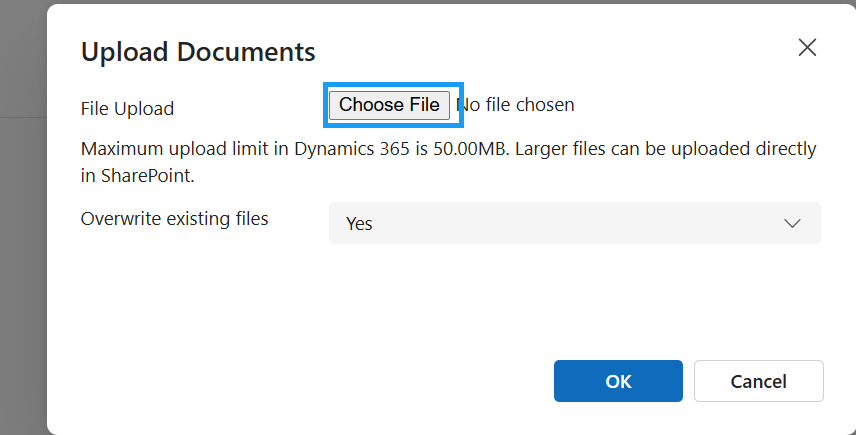 Upload Documents
File Upload
Choose File No file chosen
Maximum upload limit in Dynamics 365 is 50.00MB. Larger files can be uploaded directly
in SharePoint.
Overwrite existing files
Yes
OK
Cancel